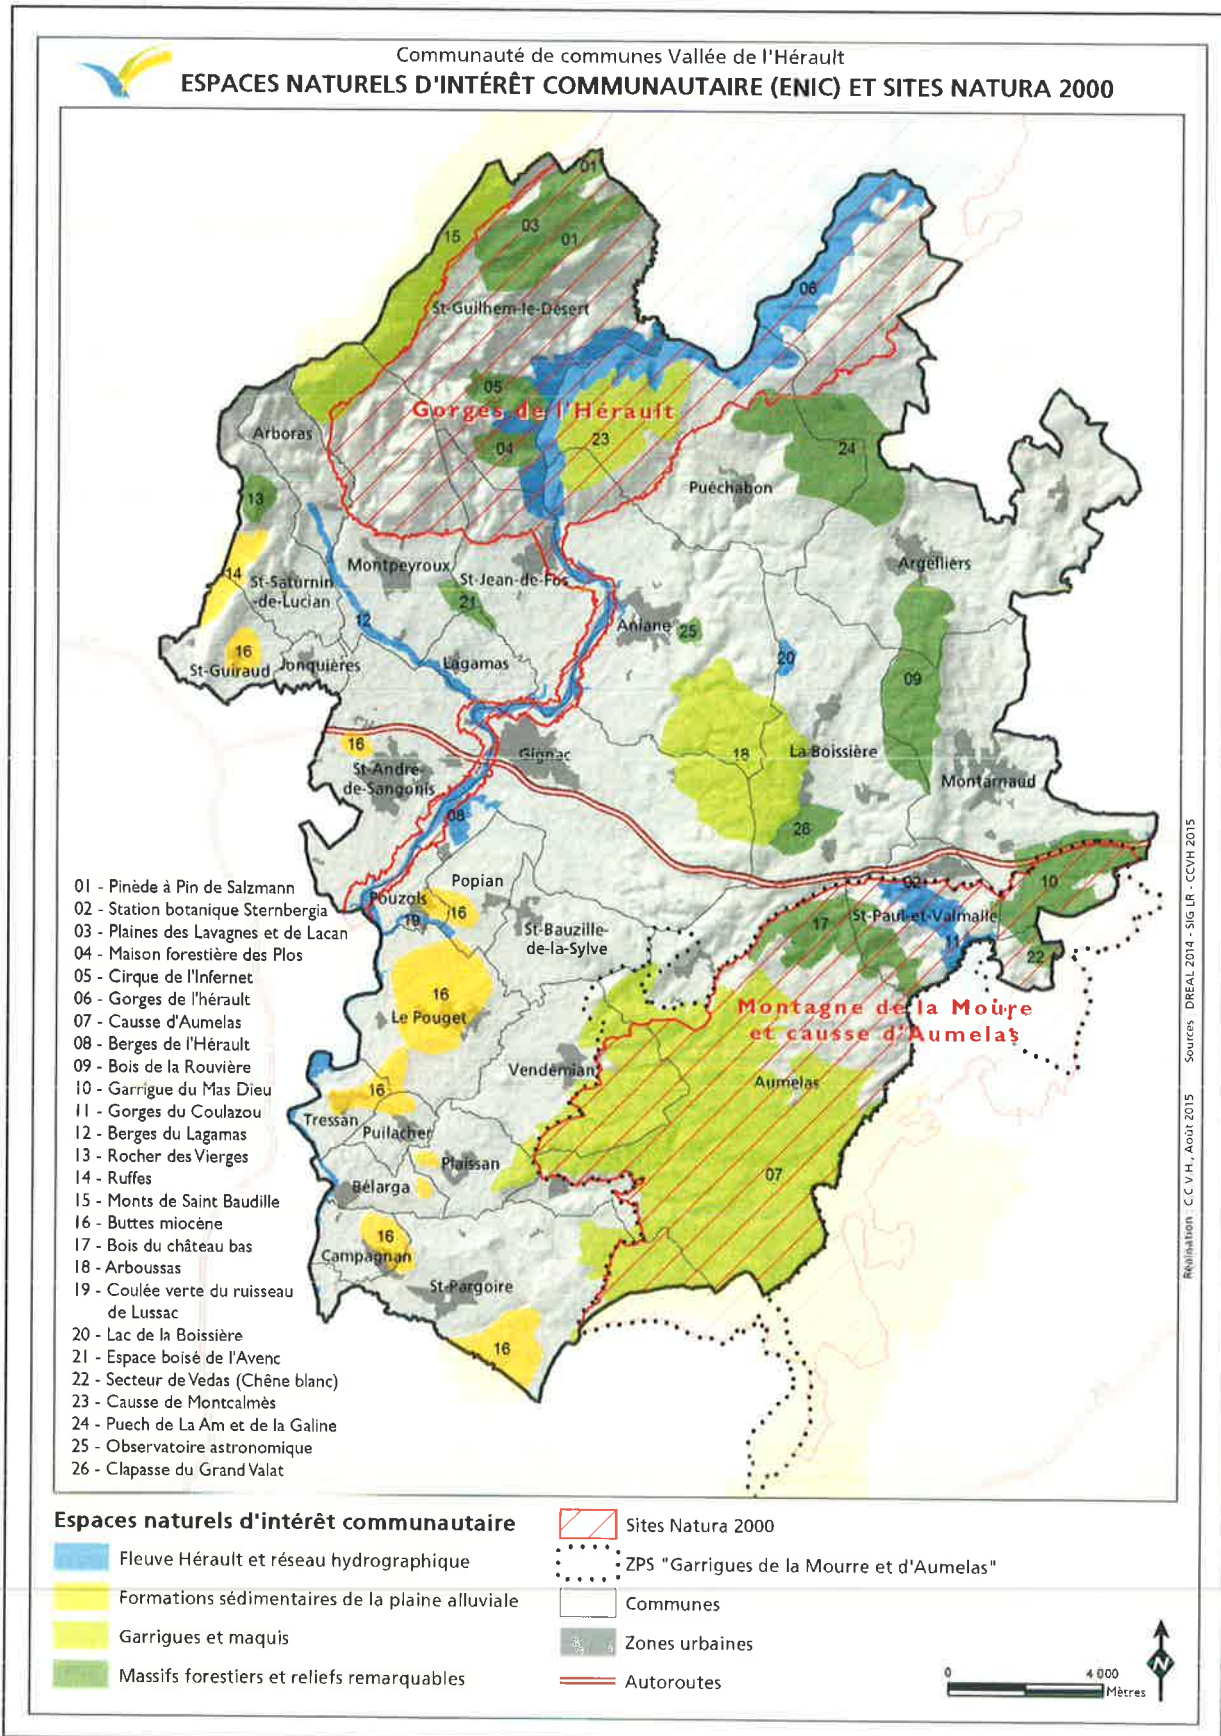 Communauté de communes Vallée de l'Hérault
ESPACES NATURELS D'INTÉRÊT COMMUNAUTAIRE (ENIC) ET SITES NATURA 2000
01
03
01
15
06
St-Guilhem-le-Désert
05
Gorges de l'Hérault
04
23
24
Arboras
Puéchabon
13
14
Montpeyroux
St-Jean-de-Fos
St-Saturnin
-de-Lucian
21
Argelliers
12
Aniane
25
16
St-Guiraud
Jonquières
Lagamas
20
09
16
Gignac
18
La Boissière
St-André-
de-Sangonis
Montarnaud
08
26
Popian
Pouzols
19
16
St-Bauzille-
de-la-Sylve
02
10
17
St-Paul-et-Valmalle
11
22
16
Le Pouget
Montagne de la Moure
et causse d'Aumelas
Vendémian
Aumelas
16
Tressan
Puilacher
Plaissan
Bélarga
07
16
Campagnan
St-Pargoire
16
01 - Pinède à Pin de Salzmann
02 - Station botanique Sternbergia
03 - Plaines des Lavagnes et de Lacan
04 - Maison forestière des Plos
05 - Cirque de l'Infernet
06 - Gorges de l'hérault
07 - Causse d'Aumelas
08 - Berges de l'Hérault
09 - Bois de la Rouvière
10 - Garrigue du Mas Dieu
11 - Gorges du Coulazou
12 - Berges du Lagamas
13 - Rocher des Vierges
14 - Ruffes
15 - Monts de Saint Baudille
16 - Buttes miocène
17 - Bois du château bas
18 - Arboussas
19 - Coulée verte du ruisseau
de Lussac
20 - Lac de la Boissière
21 - Espace boisé de l'Avenc
22 - Secteur de Vedas (Chêne blanc)
23 - Causse de Montcalmès
24 - Puech de La Am et de la Galine
25 - Observatoire astronomique
26 - Clapasse du Grand Valat
Réalisation : C.C.V.H., Août 2015 Sources DREAL 2014 - SIG LR - CCVH 2015
Espaces naturels d'intérêt communautaire
Fleuve Hérault et réseau hydrographique
Formations sédimentaires de la plaine alluviale
Garrigues et maquis
Massifs forestiers et reliefs remarquables
Sites Natura 2000
ZPS "Garrigues de la Mourre et d'Aumelas"
Communes
Zones urbaines
Autoroutes
0 4 000
Mètres
N